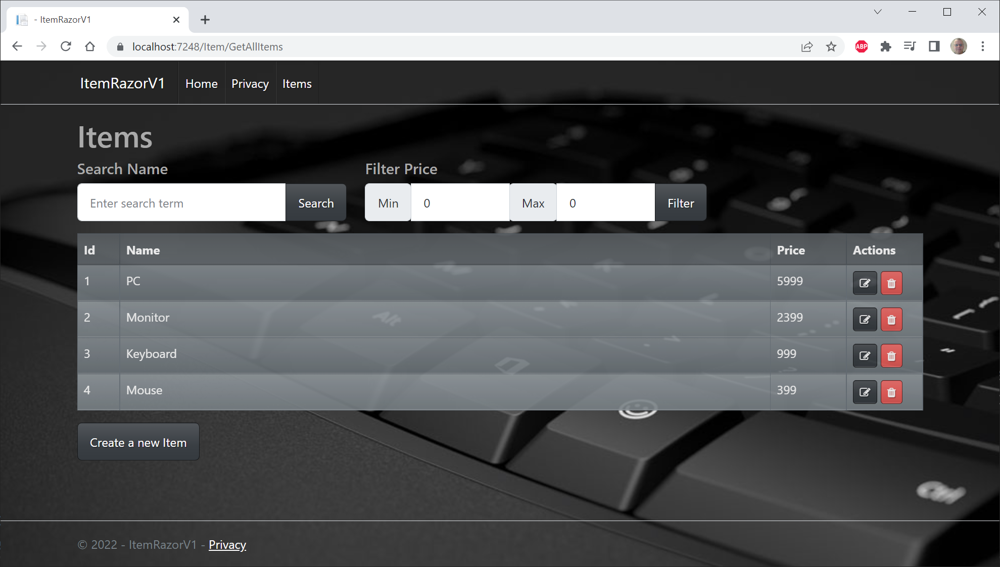 - ItemRazorV1
localhost:7248/Item/GetAllItems
ABP
ItemRazorV1 Home Privacy Items
Items
Search Name Filter Price
Enter search term Search Min 0 Max 0 Filter
Id Name Price Actions
1 PC 5999
2 Monitor 2399
3 Keyboard 999
4 Mouse 399
Alt
Create a new Item
© 2022 - ItemRazorV1 - Privacy